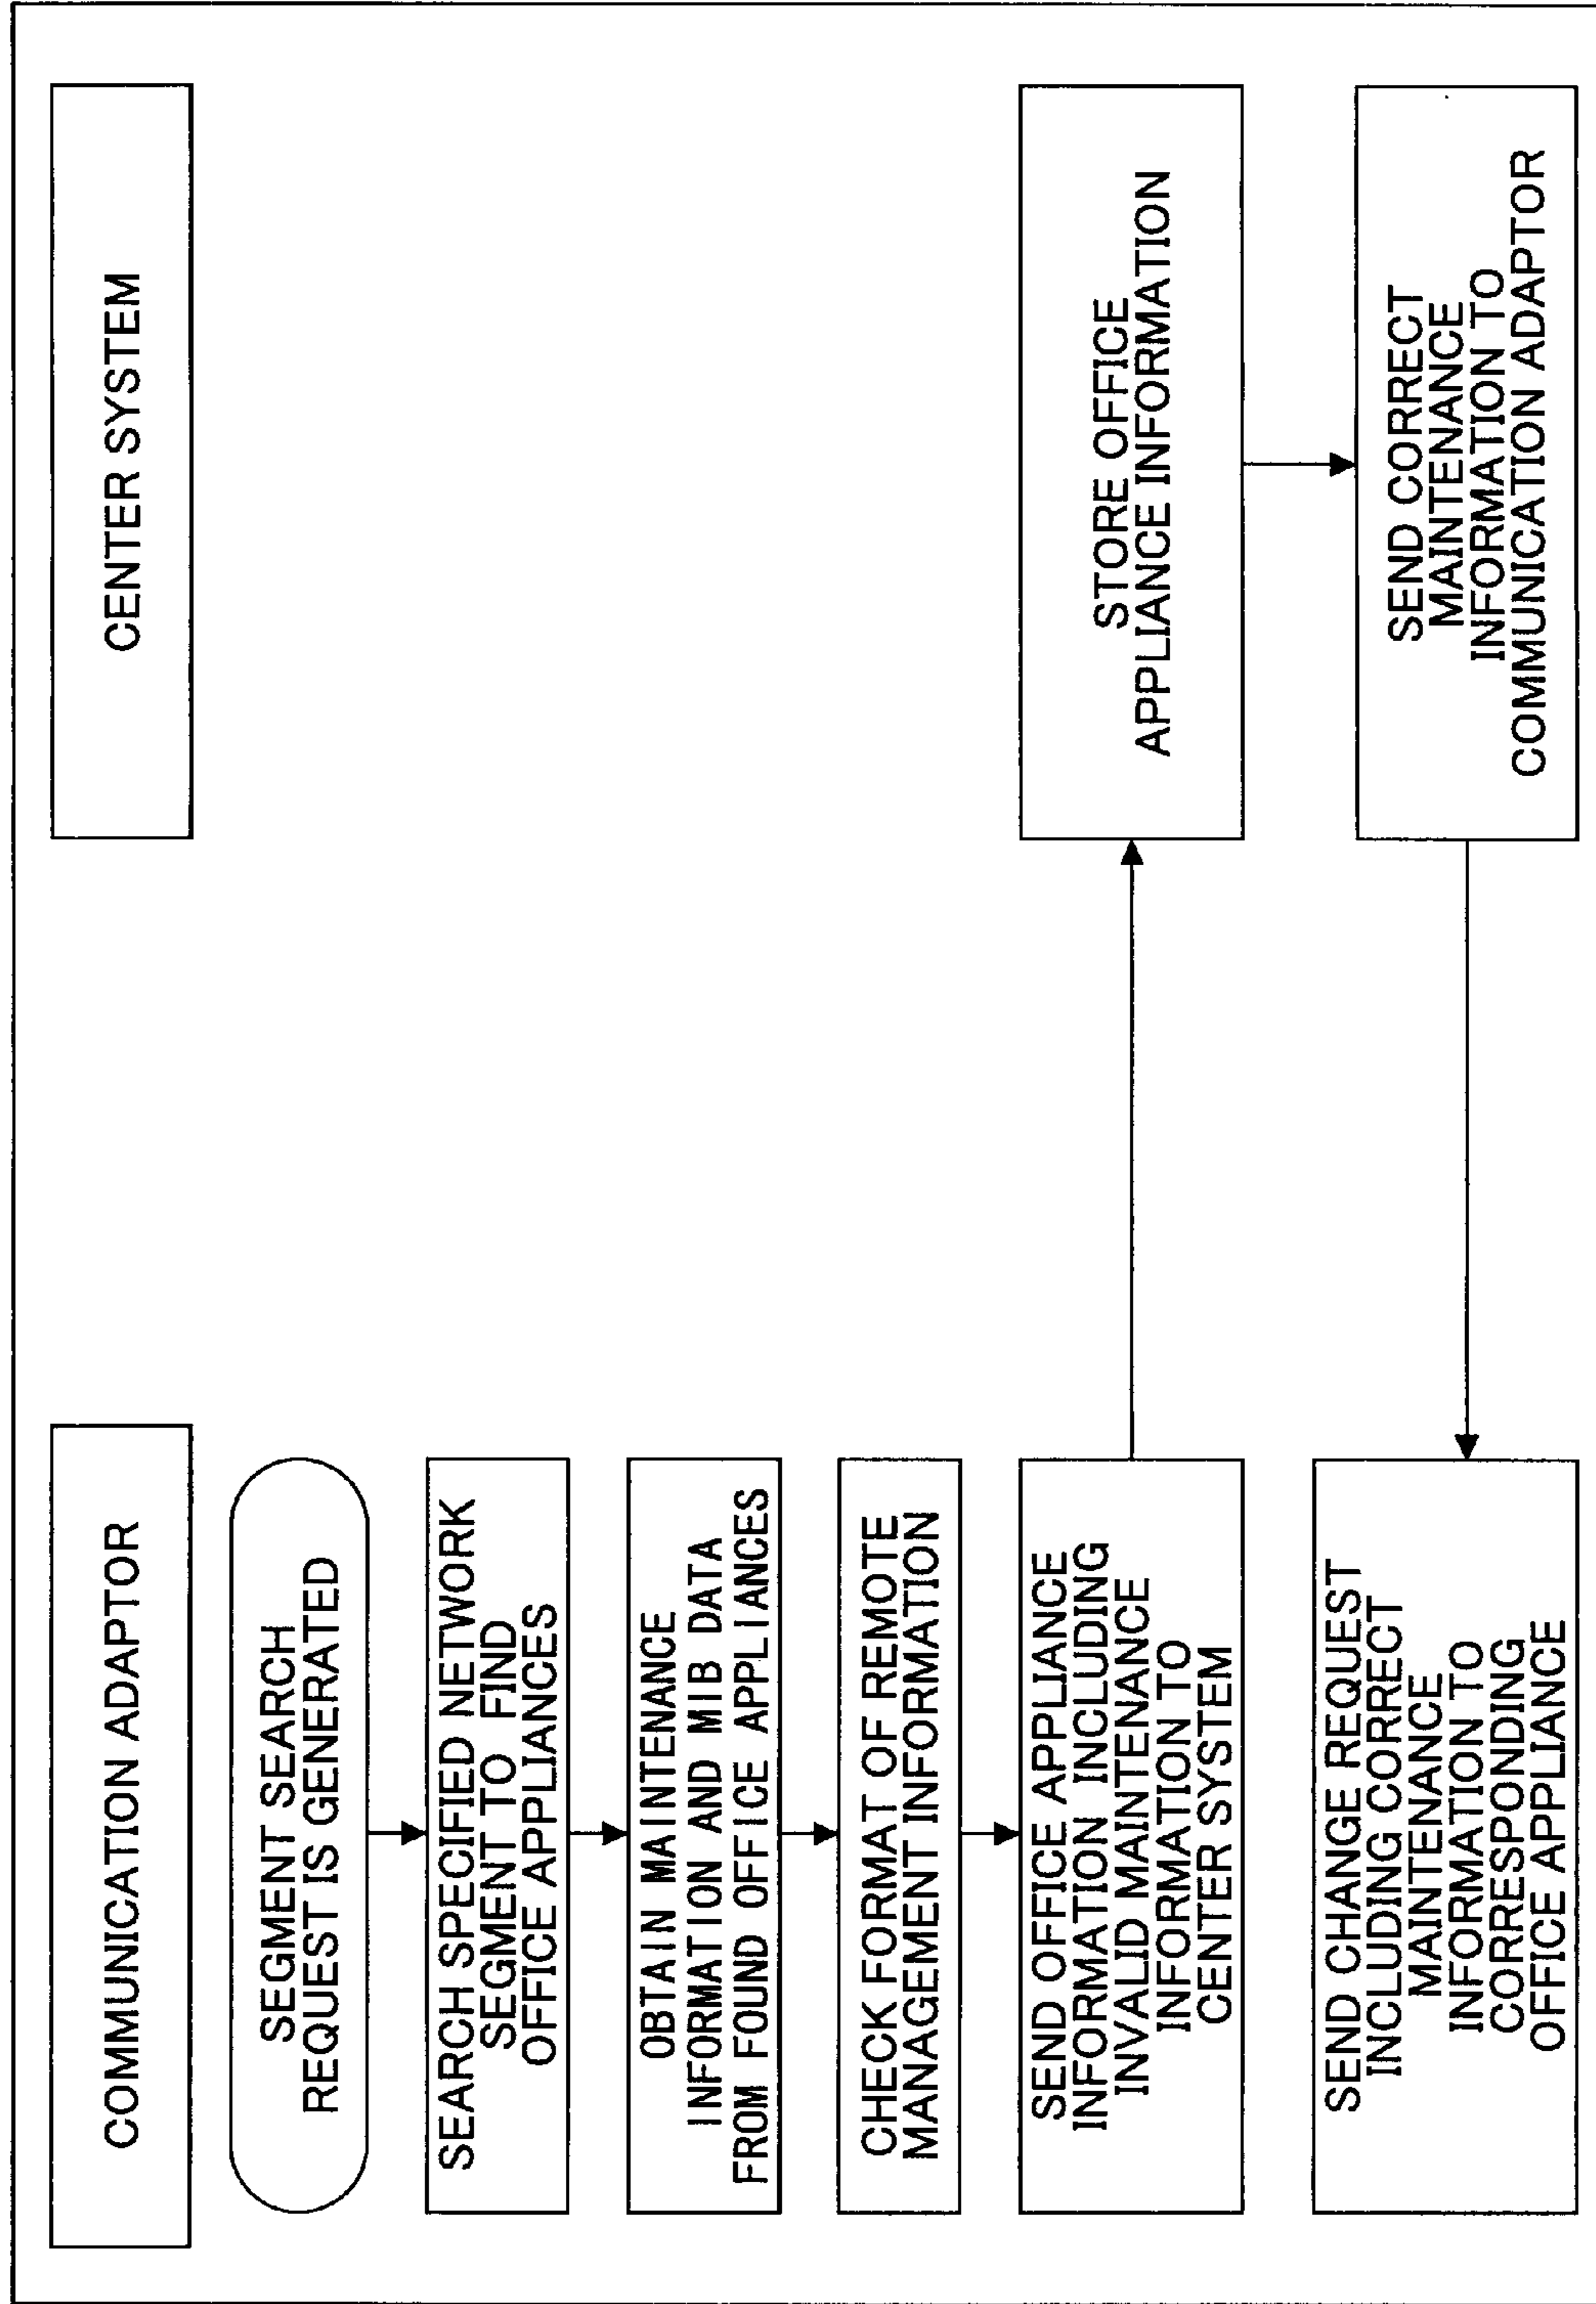 COMMUNICATION ADAPTOR
CENTER SYSTEM
SEGMENT SEARCH
REQUEST IS GENERATED
SEARCH SPECIFIED NETWORK
SEGMENT TO FIND
OFFICE APPLIANCES
OBTAIN MAINTENANCE
INFORMATION AND MIB DATA
FROM FOUND OFFICE APPLIANCES
CHECK FORMAT OF REMOTE
MANAGEMENT INFORMATION
SEND OFFICE APPLIANCE
INFORMATION INCLUDING
INVALID MAINTENANCE
INFORMATION TO
CENTER SYSTEM
STORE OFFICE
APPLIANCE INFORMATION
SEND CORRECT
MAINTENANCE
INFORMATION TO
COMMUNICATION ADAPTOR
SEND CHANGE REQUEST
INCLUDING CORRECT
MAINTENANCE
INFORMATION TO
CORRESPONDING
OFFICE APPLIANCE